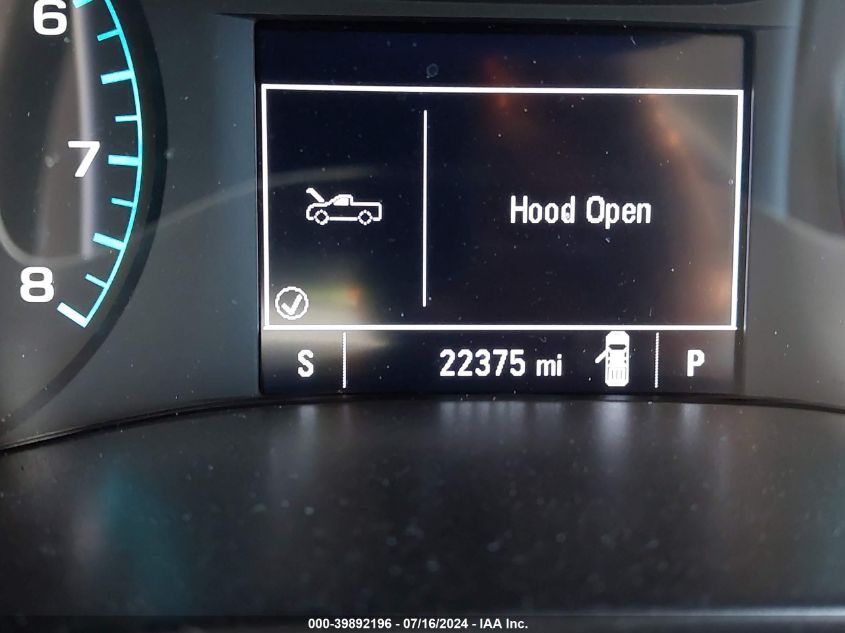 6
7
8
Hood Open
S 22375 mi P
000-39892196 - 07/16/2024 - IAA Inc.